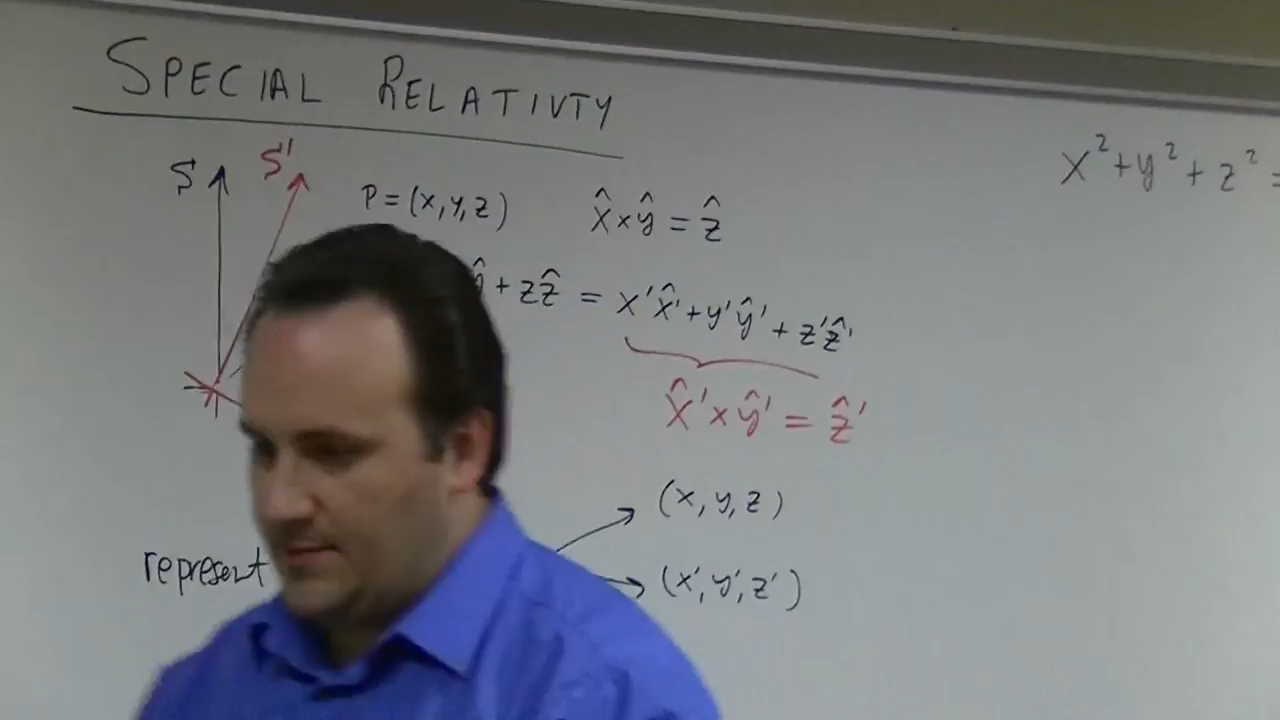 SPECIAL RELATIVTY
S S'
P = (x, y, z) x̂ × ŷ = ẑ
ŷ + zẑ = x'x̂' + y'ŷ' + z'ẑ'
x̂' × ŷ' = ẑ'
(x, y, z)
represent (x', y', z')
x² + y² + z² =